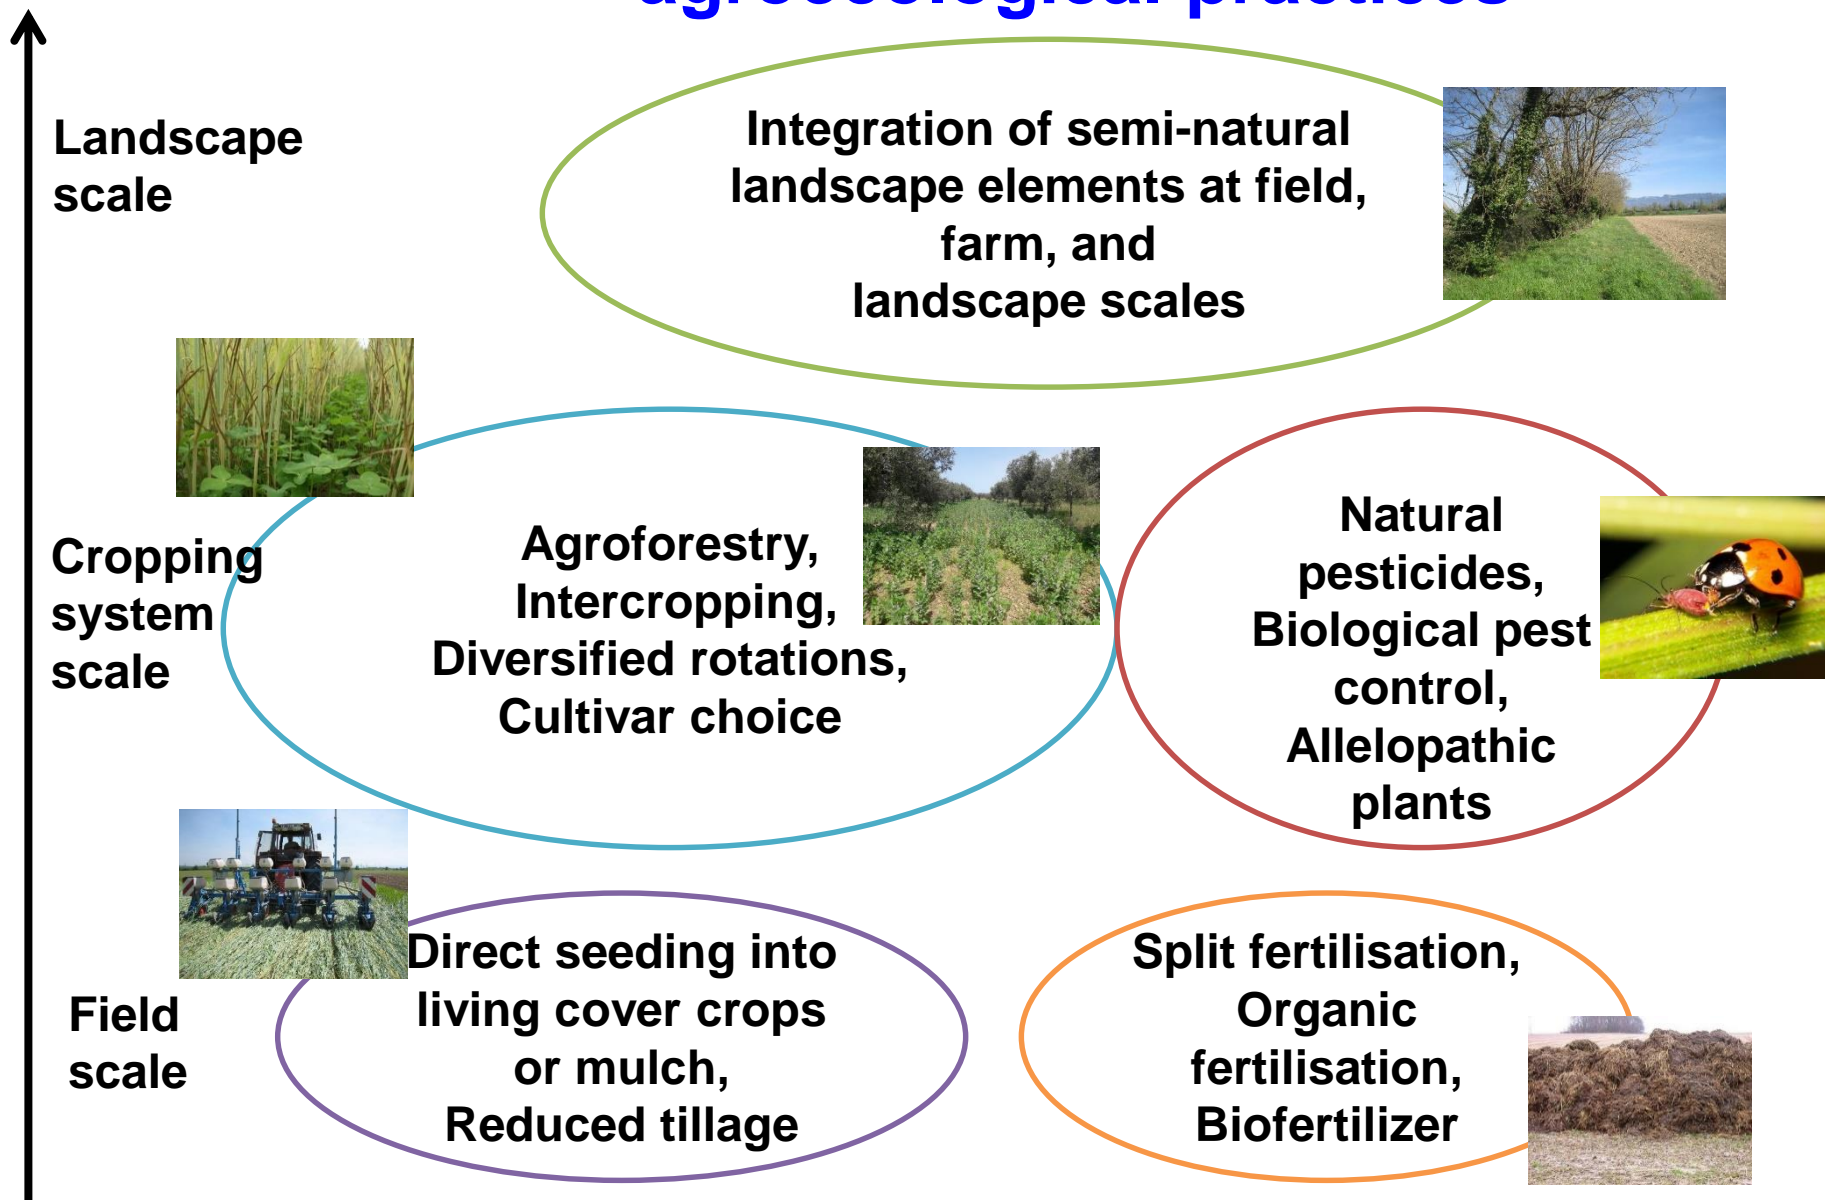 agroecological practices
Landscape
scale
Integration of semi-natural
landscape elements at field,
farm, and
landscape scales
Cropping
system
scale
Agroforestry,
Intercropping,
Diversified rotations,
Cultivar choice
Natural
pesticides,
Biological pest
control,
Allelopathic
plants
Field
scale
Direct seeding into
living cover crops
or mulch,
Reduced tillage
Split fertilisation,
Organic
fertilisation,
Biofertilizer